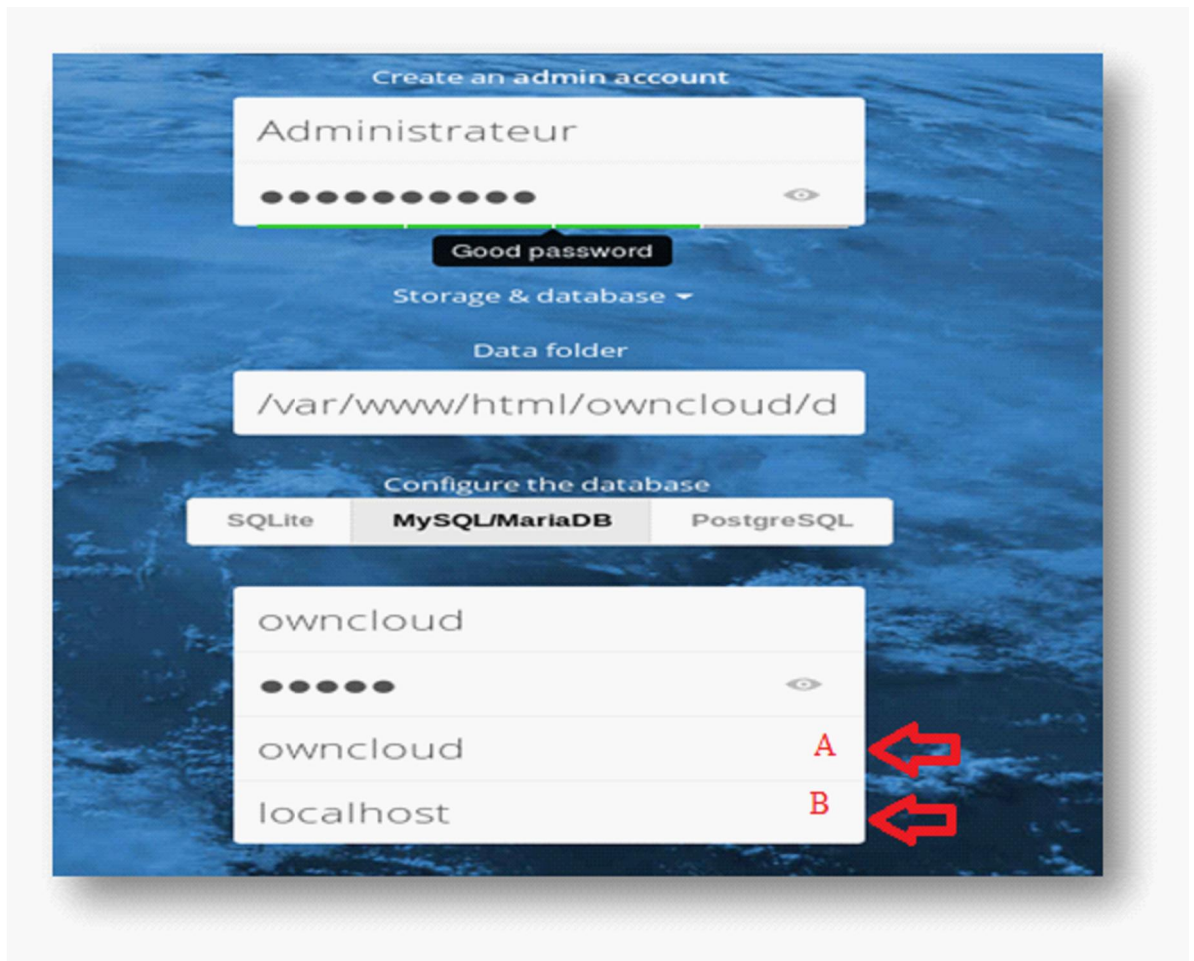 Create an admin account
Administrateur
●●●●●●●●●●
Good password
Storage & database
Data folder
/var/www/html/owncloud/d
Configure the database
SQLite MySQL/MariaDB PostgreSQL
owncloud
●●●●●
owncloud A
localhost B